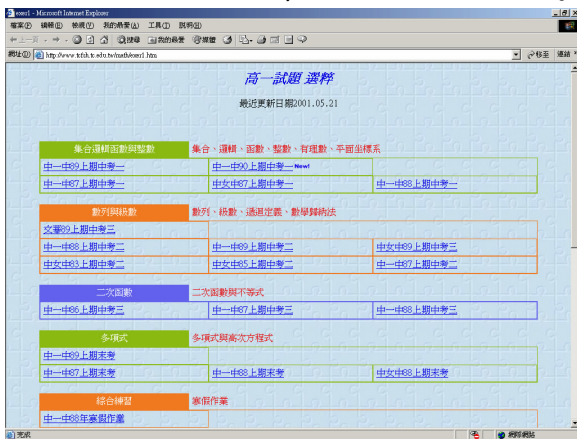 exer1 - Microsoft Internet Explorer
檔案(F) 編輯(E) 檢視(V) 我的最愛(A) 工具(T) 說明(H)
上一頁 搜尋 我的最愛 媒體
網址(D) http://www.tcfsh.tc.edu.tw/math/exer1.htm 移至 連結
高一試題 選粹
最近更新日期2001.05.21
集合邏輯函數與整數 集合、邏輯、函數、整數、有理數、平面坐標系
中一中89上期中考一 中一中90上期中考一 New!
中女中87上期中考一 中一中87上期中考一 中一中88上期中考一
數列與級數 數列、級數、遞迴定義、數學歸納法
文華89上期中考三
中一中88上期中考二 中一中89上期中考二 中女中89上期中考三
中女中83上期中考二 中女中85上期中考二 中一中87上期中考二
二次函數 二次函數與不等式
中一中86上期中考三 中一中87上期中考三 中一中88上期中考三
多項式 多項式與高次方程式
中一中89上期末考
中一中87上期末考 中一中88上期末考 中女中88上期末考
綜合練習 寒假作業
中一中88年寒假作業
完成 網際網路